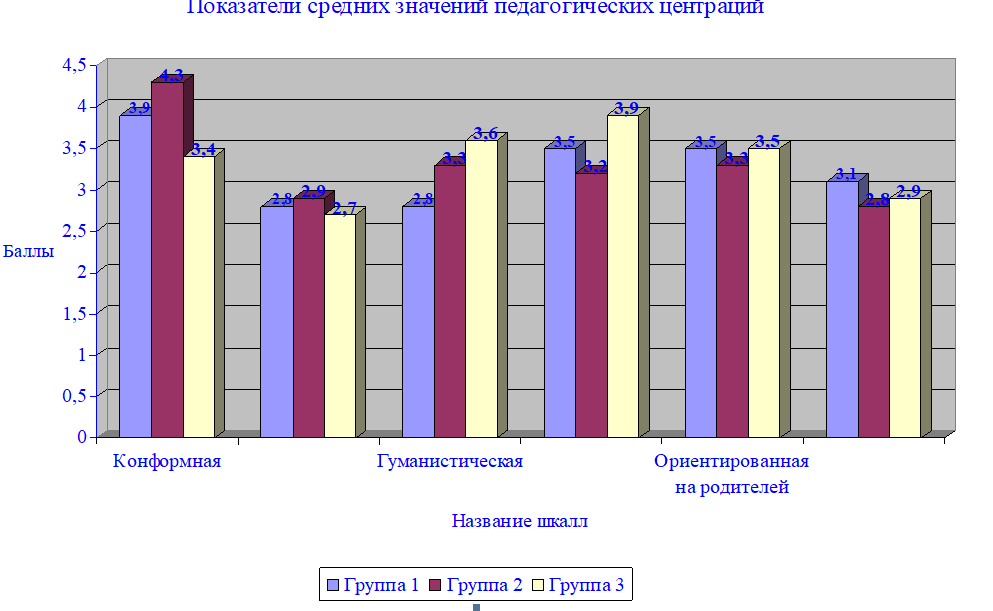 Показатели средних значений педагогических центраций
4,5
4
3,5
3
2,5
2
1,5
1
0,5
0
Баллы
3,9 4,3 3,4
2,8 2,9 2,7
2,8 3,3 3,6
3,5 3,2 3,9
3,5 3,3 3,5
3,1 2,8 2,9
Конформная Гуманистическая Ориентированная
на родителей
Название шкалл
Группа 1 Группа 2 Группа 3